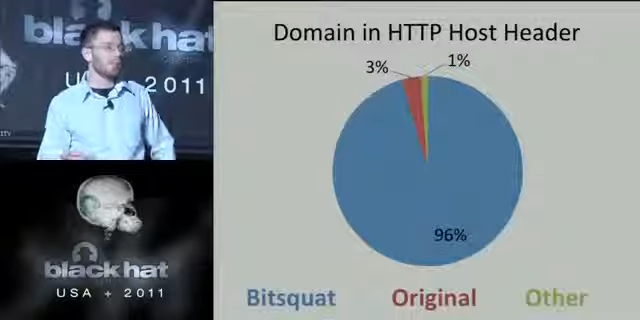 black hat
USA + 2011
ITY
black hat
USA + 2011
Domain in HTTP Host Header
3%
1%
96%
Bitsquat
Original
Other